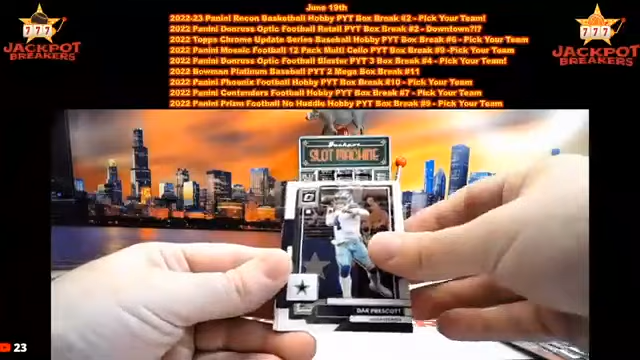 June 19th
2022-23 Panini Recon Basketball Hobby PYT Box Break #2 - Pick Your Team!
2022 Panini Donruss Optic Football Retail PYT Box Break #2 - Downtown?!?
2022 Topps Chrome Update Series Baseball Hobby PYT Box Break #6 - Pick Your Team
2022 Panini Mosaic Football 12 Pack Multi Cello PYT Box Break #9 -Pick Your Team
2022 Panini Donruss Optic Football Blaster PYT 3 Box Break #4 - Pick Your Team!
2022 Bowman Platinum Baseball PYT 2 Mega Box Break #11
2022 Panini Phoenix Football Hobby PYT Box Break #10 - Pick Your Team
2022 Panini Contenders Football Hobby PYT Box Break #7 - Pick Your Team
2022 Panini Prizm Football No Huddle Hobby PYT Box Break #9 - Pick Your Team
777
JACKPOT
BREAKERS
777
JACKPOT
BREAKERS
SLOT MACHINE
DAK PRESCOTT
23